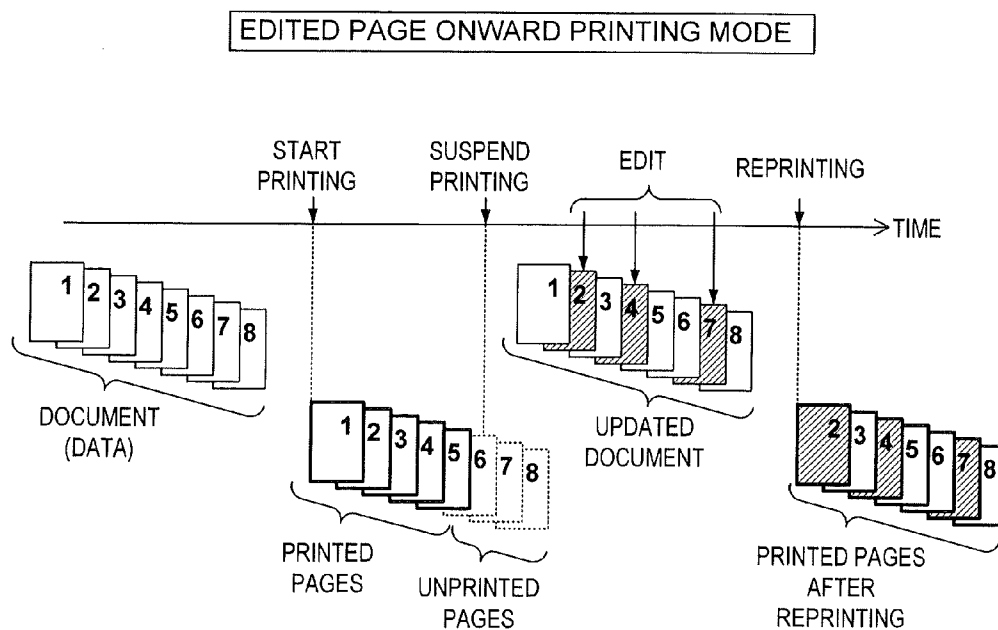 EDITED PAGE ONWARD PRINTING MODE
START
PRINTING
SUSPEND
PRINTING
EDIT
REPRINTING
TIME
1 2 3 4 5 6 7 8
DOCUMENT
(DATA)
1 2 3 4 5 6 7 8
UPDATED
DOCUMENT
1 2 3 4 5 6 7 8
PRINTED
PAGES
UNPRINTED
PAGES
2 3 4 5 6 7 8
PRINTED PAGES
AFTER
REPRINTING